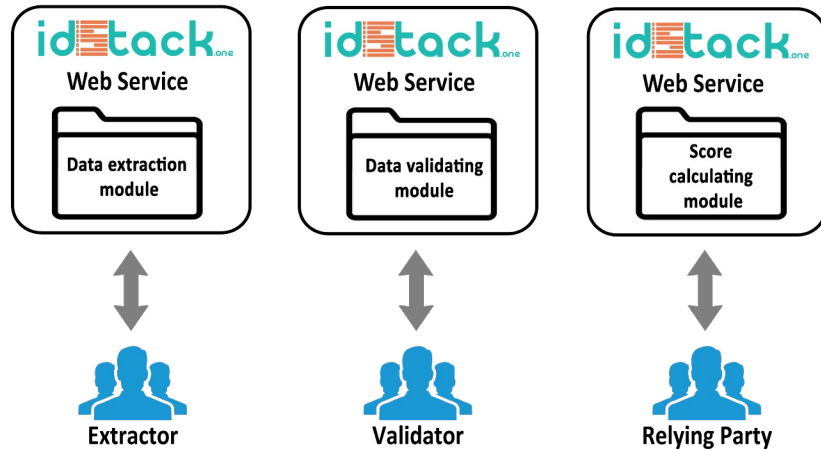 idStack.one
Web Service
Data extraction
module
Extractor
idStack.one
Web Service
Data validating
module
Validator
idStack.one
Web Service
Score
calculating
module
Relying Party